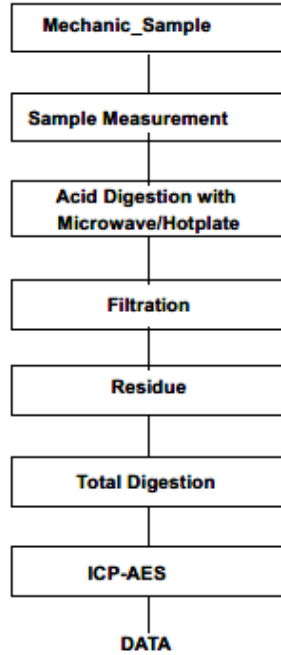 Mechanic_Sample
Sample Measurement
Acid Digestion with
Microwave/Hotplate
Filtration
Residue
Total Digestion
ICP-AES
DATA